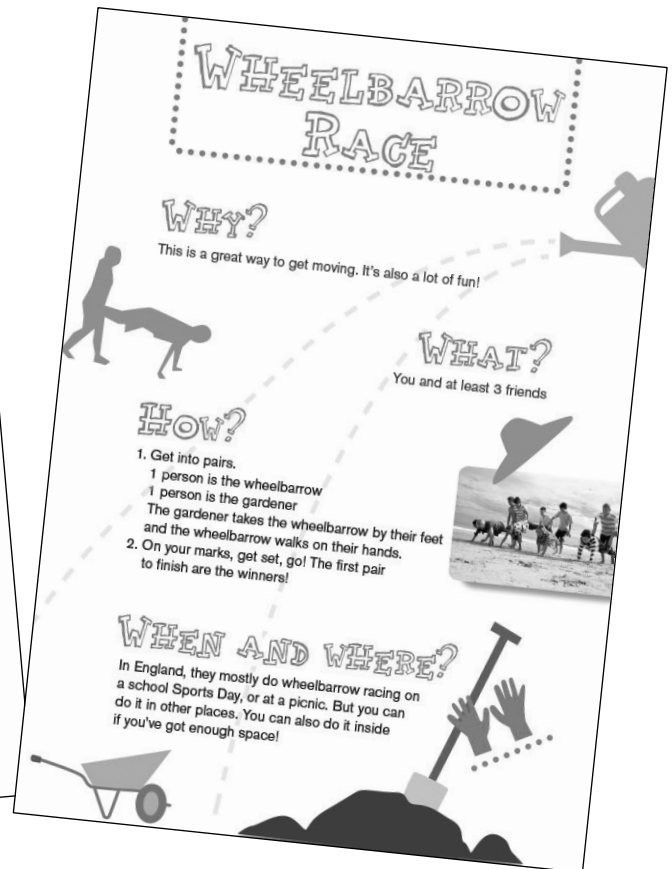 WHEELBARROW
RACE
WHY?
This is a great way to get moving. It's also a lot of fun!
WHAT?
You and at least 3 friends
HOW?
1. Get into pairs.
1 person is the wheelbarrow
1 person is the gardener
The gardener takes the wheelbarrow by their feet
and the wheelbarrow walks on their hands.
2. On your marks, get set, go! The first pair
to finish are the winners!
WHEN AND WHERE?
In England, they mostly do wheelbarrow racing on
a school Sports Day, or at a picnic. But you can
do it in other places. You can also do it inside
if you've got enough space!